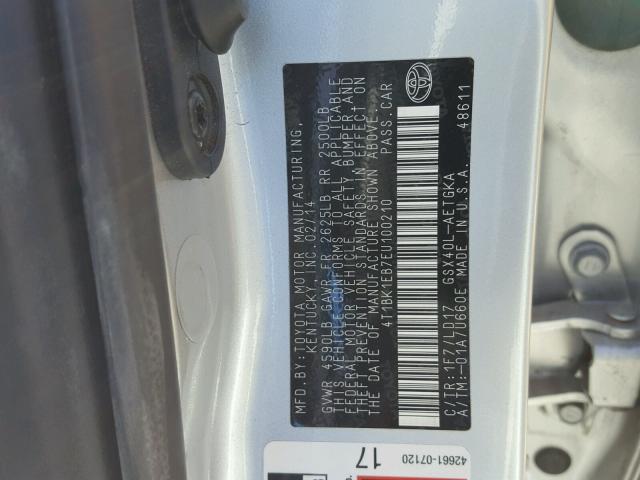 MFD.BY:TOYOTA MOTOR MANUFACTURING,
KENTUCKY, INC. 02/14
GVWR 4590LB GAWR FR 2625LB RR 2500LB
THIS VEHICLE CONFORMS TO ALL APPLICABLE
FEDERAL MOTOR VEHICLE SAFETY, BUMPER AND
THEFT PREVENTION STANDARDS IN EFFECT ON
THE DATE OF MANUFACTURE SHOWN ABOVE.
4T1BK1EB7EU100210 PASS.CAR
C/TR:1F7/LD17 GSX40L-AETGKA
A/TM:-01A/U660E MADE IN U.S.A. 48611
42661-07120
17